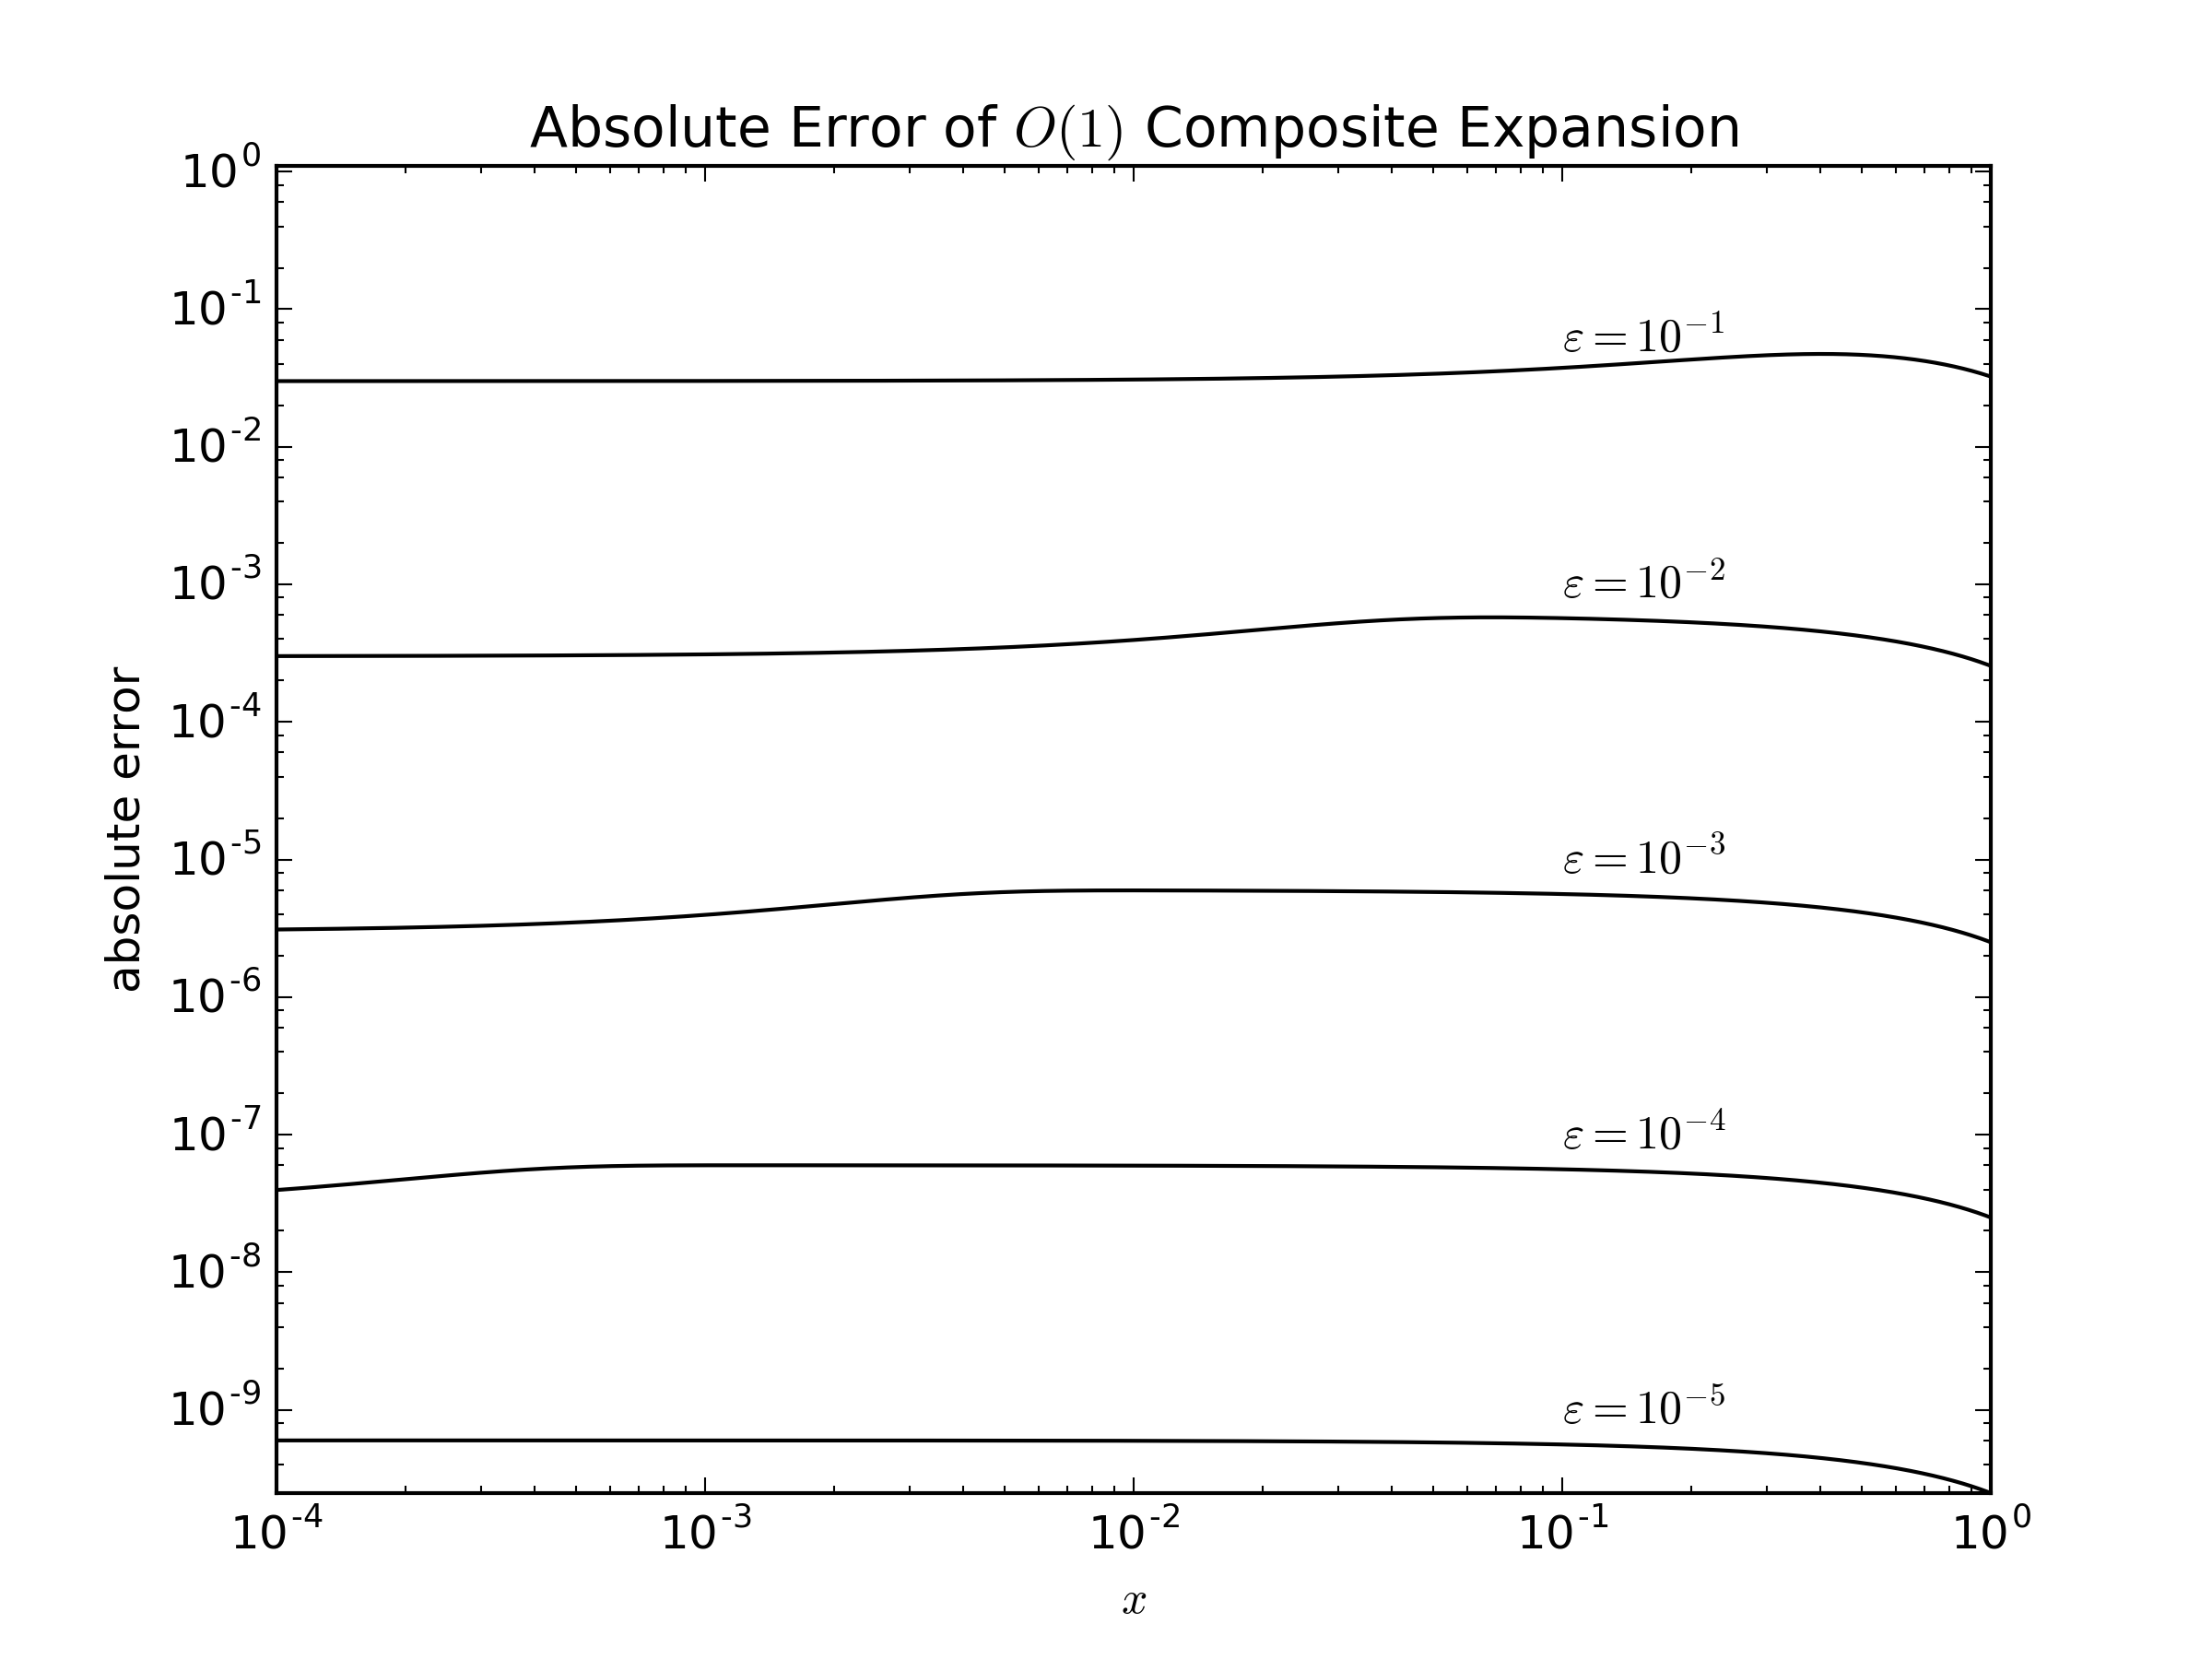 Absolute Error of O(1) Composite Expansion
10^0
10^-1
10^-2
10^-3
10^-4
10^-5
10^-6
10^-7
10^-8
10^-9
absolute error
ε = 10^−1
ε = 10^−2
ε = 10^−3
ε = 10^−4
ε = 10^−5
10^-4 10^-3 10^-2 10^-1 10^0
x